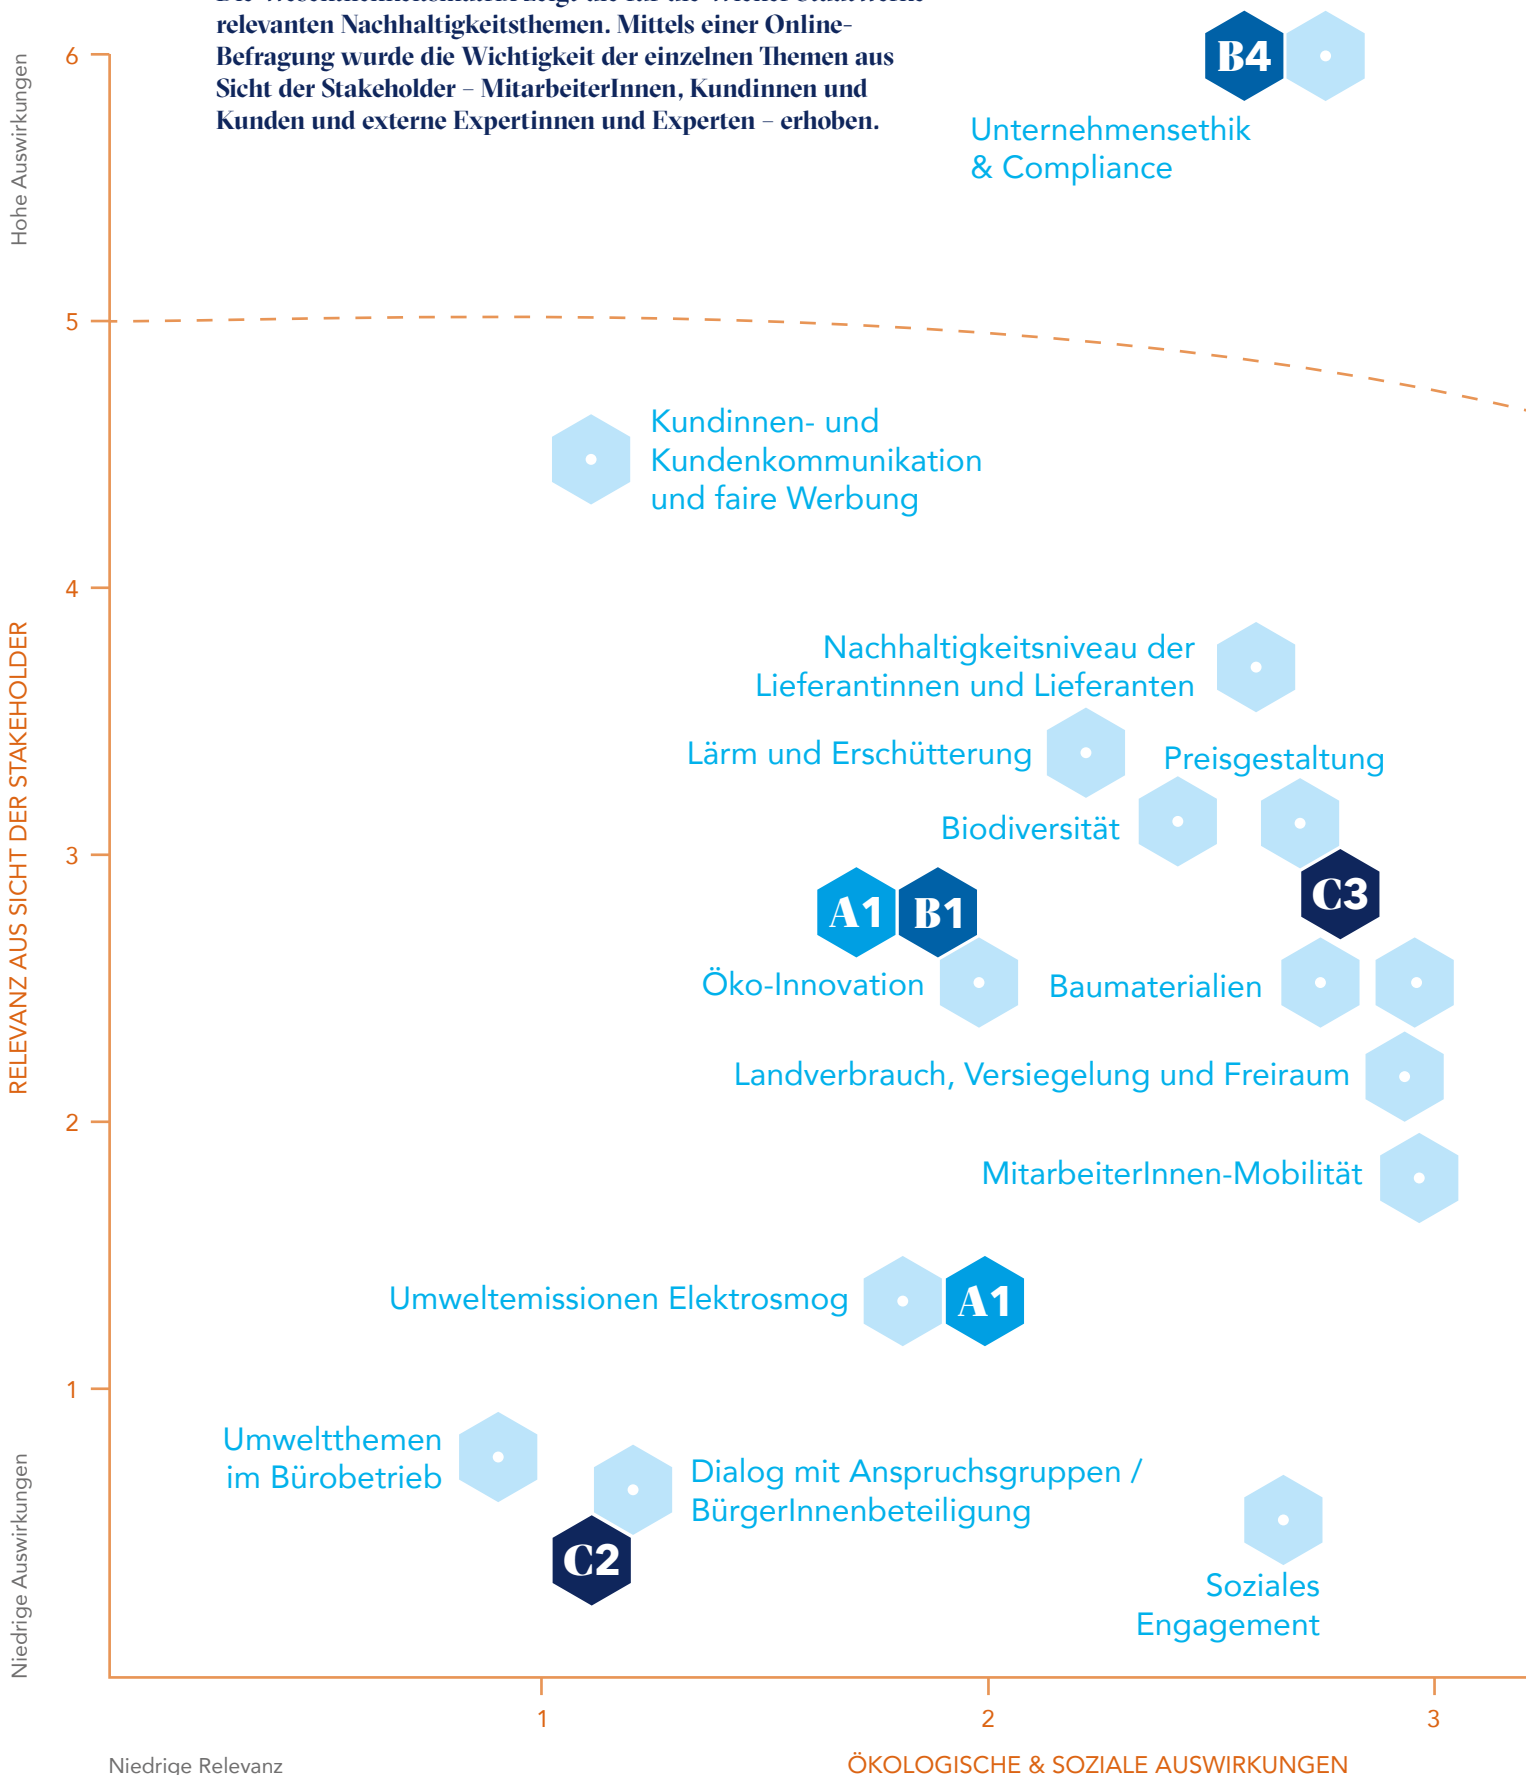 relevanten Nachhaltigkeitsthemen. Mittels einer Online-
Befragung wurde die Wichtigkeit der einzelnen Themen aus
Sicht der Stakeholder – MitarbeiterInnen, Kundinnen und
Kunden und externe Expertinnen und Experten – erhoben.
Hohe Auswirkungen
6
B4
Unternehmensethik
& Compliance
5
Kundinnen- und
Kundenkommunikation
und faire Werbung
4
RELEVANZ AUS SICHT DER STAKEHOLDER
Nachhaltigkeitsniveau der
Lieferantinnen und Lieferanten
Lärm und Erschütterung
Preisgestaltung
Biodiversität
3
A1
B1
C3
Öko-Innovation
Baumaterialien
Landverbrauch, Versiegelung und Freiraum
2
MitarbeiterInnen-Mobilität
Umweltemissionen Elektrosmog
A1
1
Umweltthemen
im Bürobetrieb
Dialog mit Anspruchsgruppen /
BürgerInnenbeteiligung
C2
Soziales
Engagement
Niedrige Auswirkungen
1
2
3
Niedrige Relevanz
ÖKOLOGISCHE & SOZIALE AUSWIRKUNGEN